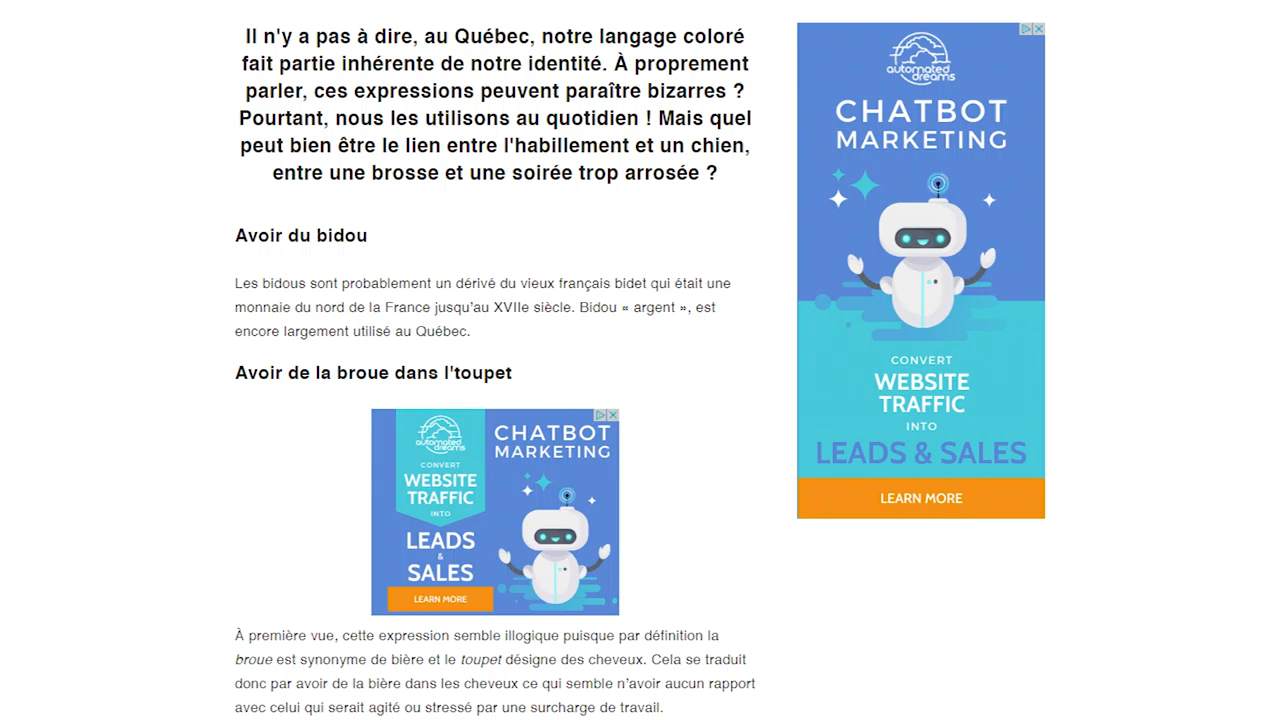 Il n'y a pas à dire, au Québec, notre langage coloré
fait partie inhérente de notre identité. À proprement
parler, ces expressions peuvent paraître bizarres ?
Pourtant, nous les utilisons au quotidien ! Mais quel
peut bien être le lien entre l'habillement et un chien,
entre une brosse et une soirée trop arrosée ?
Avoir du bidou
Les bidous sont probablement un dérivé du vieux français bidet qui était une
monnaie du nord de la France jusqu'au XVIIe siècle. Bidou « argent », est
encore largement utilisé au Québec.
Avoir de la broue dans l'toupet
automated
dreams
CONVERT
WEBSITE
TRAFFIC
INTO
LEADS
&
SALES
LEARN MORE
CHATBOT
MARKETING
À première vue, cette expression semble illogique puisque par définition la
broue est synonyme de bière et le toupet désigne des cheveux. Cela se traduit
donc par avoir de la bière dans les cheveux ce qui semble n'avoir aucun rapport
avec celui qui serait agité ou stressé par une surcharge de travail.
automated
dreams
CHATBOT
MARKETING
CONVERT
WEBSITE
TRAFFIC
INTO
LEADS & SALES
LEARN MORE